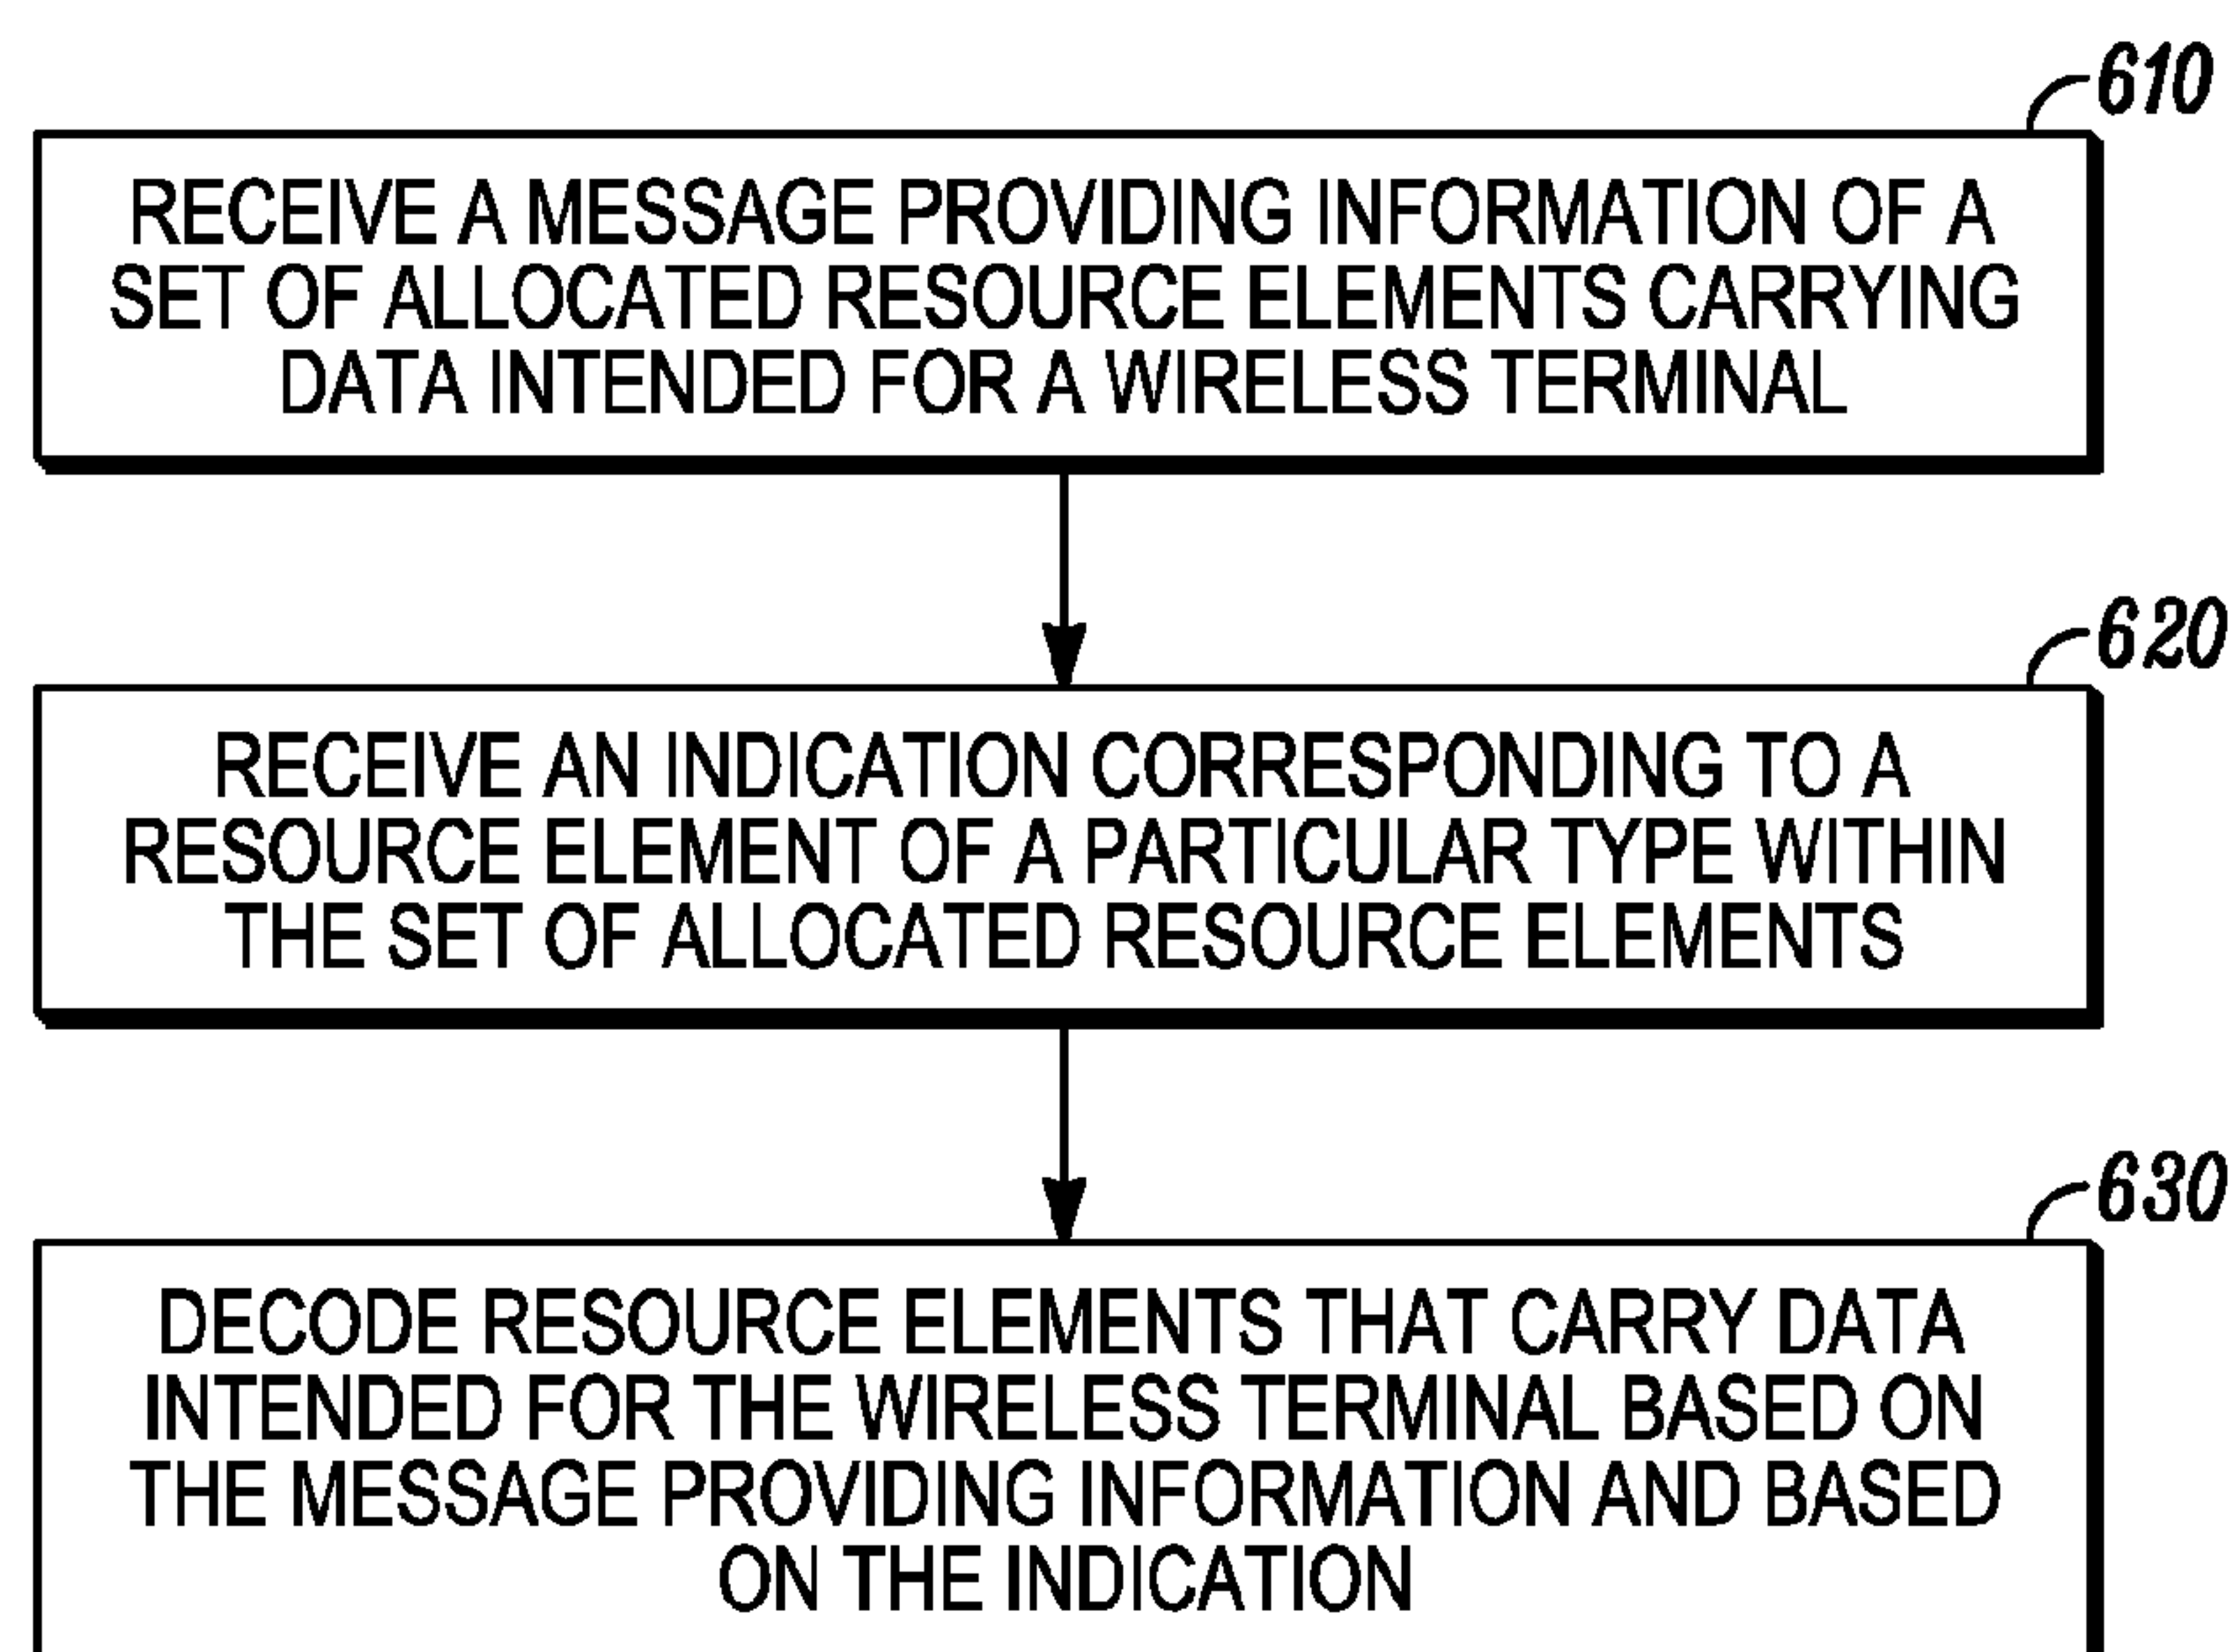 610
RECEIVE A MESSAGE PROVIDING INFORMATION OF A
SET OF ALLOCATED RESOURCE ELEMENTS CARRYING
DATA INTENDED FOR A WIRELESS TERMINAL
620
RECEIVE AN INDICATION CORRESPONDING TO A
RESOURCE ELEMENT OF A PARTICULAR TYPE WITHIN
THE SET OF ALLOCATED RESOURCE ELEMENTS
630
DECODE RESOURCE ELEMENTS THAT CARRY DATA
INTENDED FOR THE WIRELESS TERMINAL BASED ON
THE MESSAGE PROVIDING INFORMATION AND BASED
ON THE INDICATION